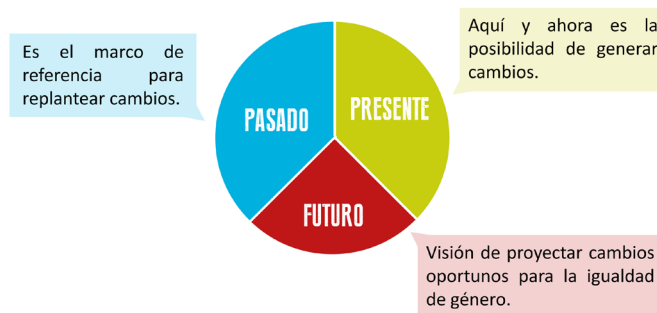 Es el marco de
referencia para
replantear cambios.
PASADO
PRESENTE
FUTURO
Aquí y ahora es la
posibilidad de generar
cambios.
Visión de proyectar cambios
oportunos para la igualdad
de género.